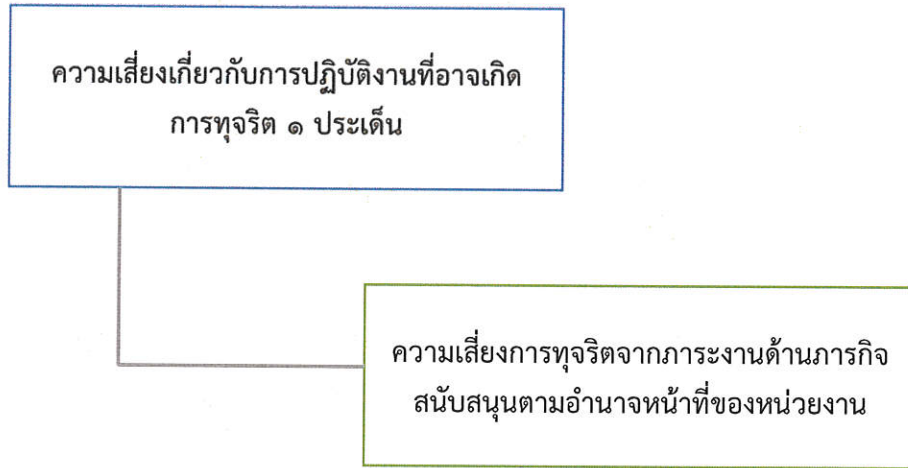 ความเสี่ยงเกี่ยวกับการปฏิบัติงานที่อาจเกิด
การทุจริต ๑ ประเด็น
ความเสี่ยงการทุจริตจากภาระงานด้านภารกิจ
สนับสนุนตามอำนาจหน้าที่ของหน่วยงาน